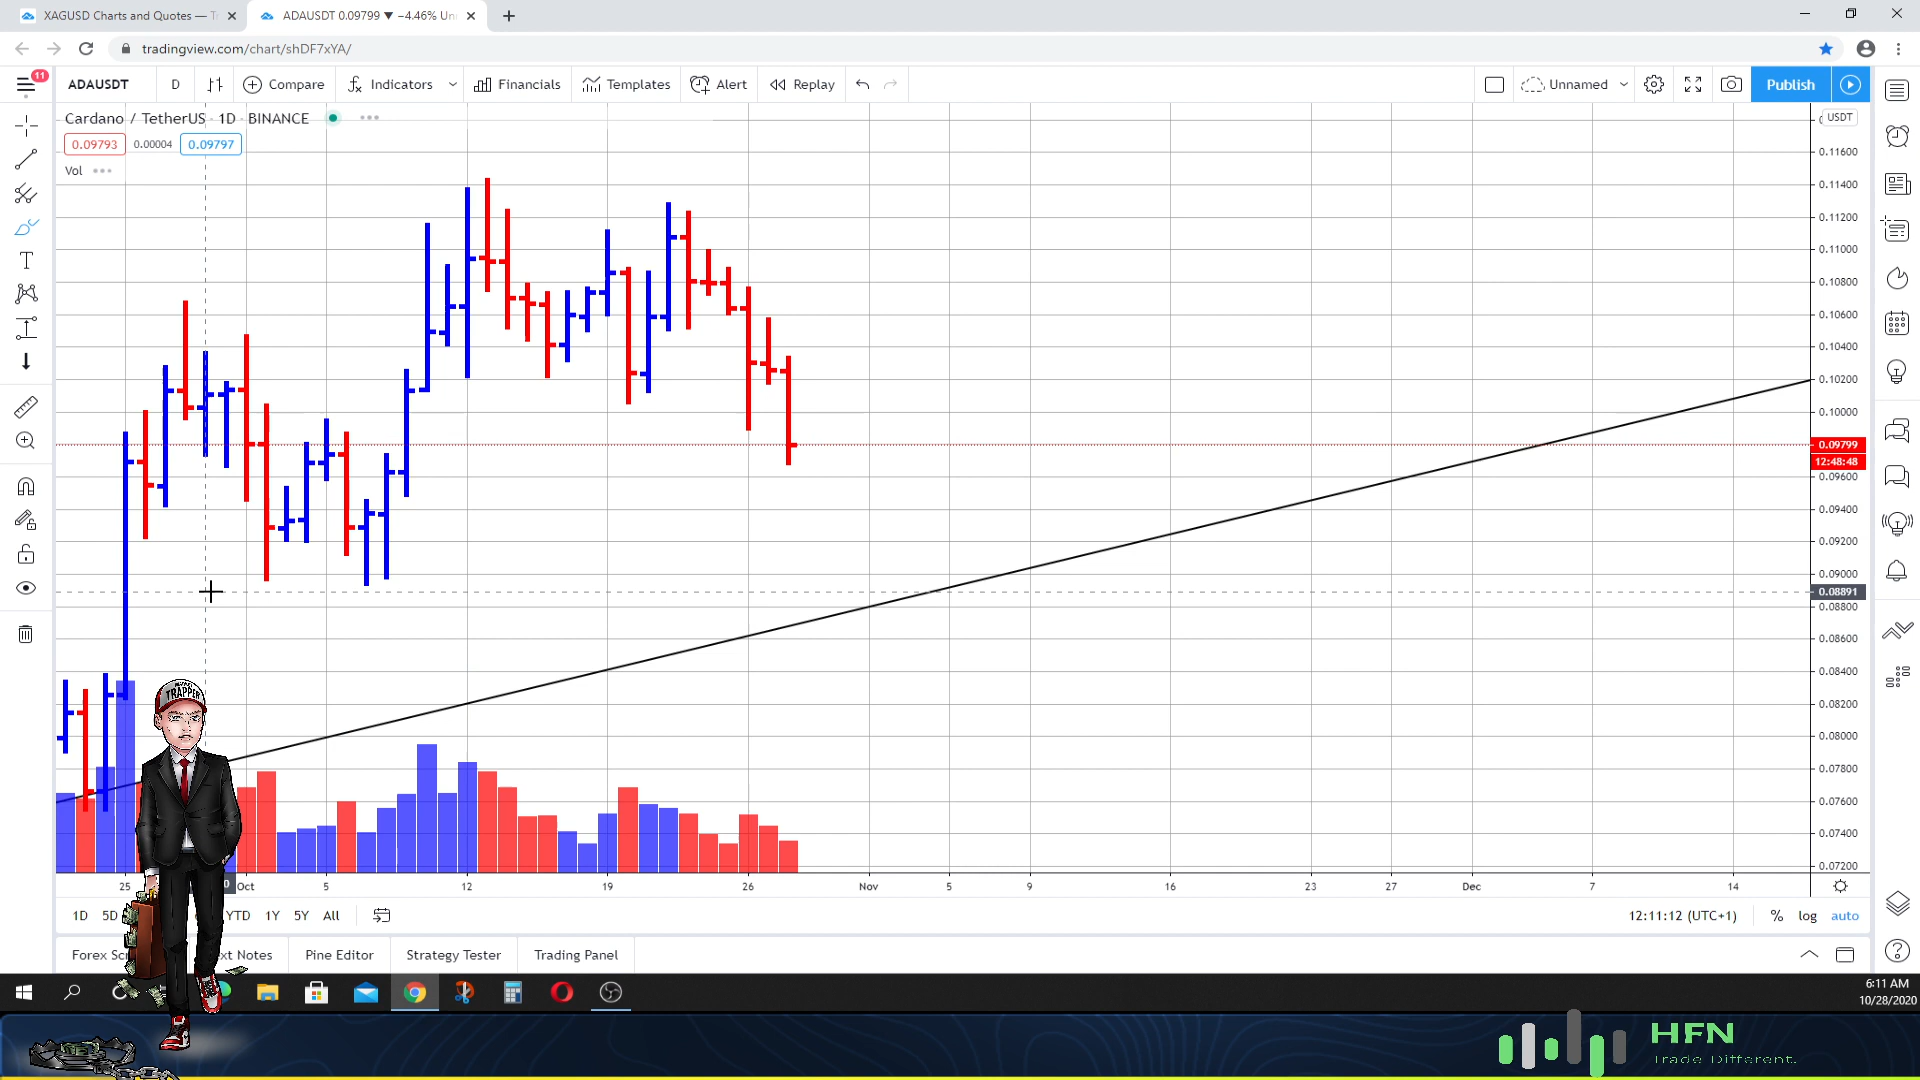 XAGUSD Charts and Quotes — T
ADAUSDT 0.09799 ▼ −4.46% Un
tradingview.com/chart/shDF7xYA/
11
ADAUSDT D Compare Indicators Financials Templates Alert Replay Unnamed Publish
Cardano / TetherUS · 1D · BINANCE
USDT
0.09793 0.00004 0.09797
Vol
0.11600
0.11400
0.11200
0.11000
0.10800
0.10600
0.10400
0.10200
0.10000
0.09799
12:48:48
0.09600
0.09400
0.09200
0.09000
0.08891
0.08800
0.08600
0.08400
0.08200
0.08000
0.07800
0.07600
0.07400
0.07200
TRAPPER
25 0 Oct 5 12 19 26 Nov 5 9 16 23 27 Dec 7 14
1D 5D YTD 1Y 5Y All 12:11:12 (UTC+1) % log auto
Forex Sc ext Notes Pine Editor Strategy Tester Trading Panel
6:11 AM
10/28/2020
HFN
Trade Different.